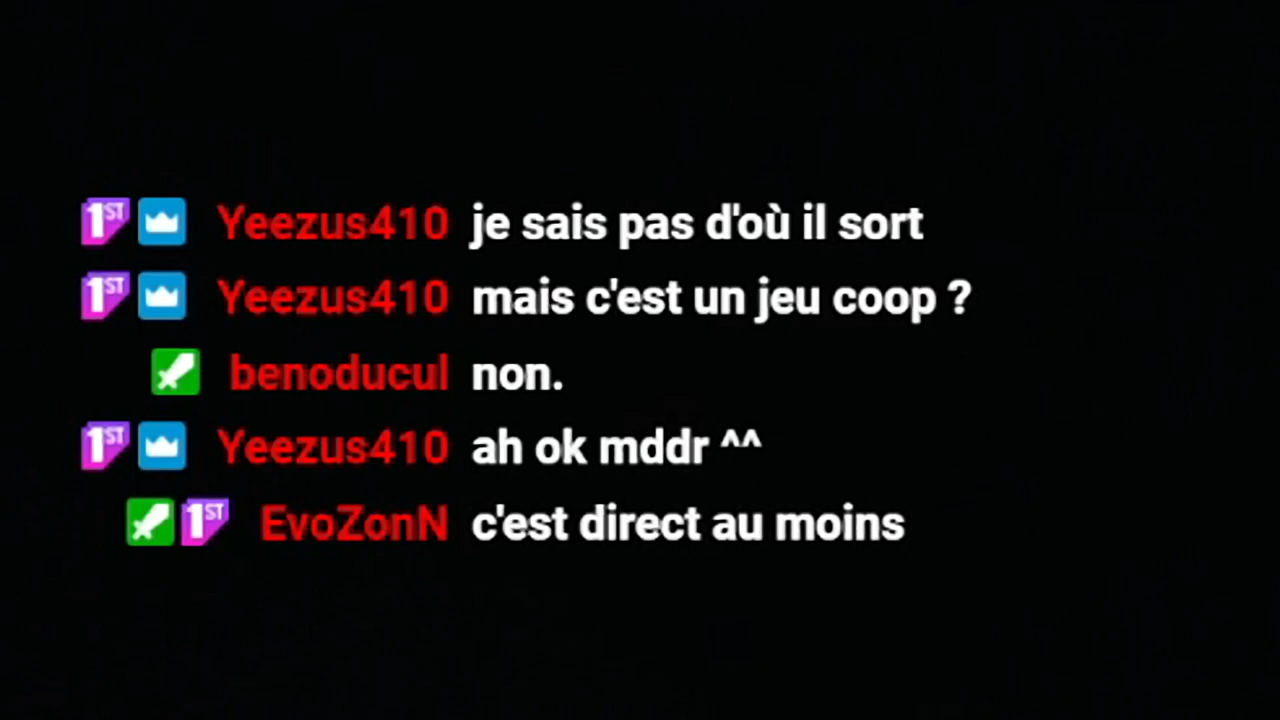 1ST Yeezus410 je sais pas d'où il sort
1ST Yeezus410 mais c'est un jeu coop ?
benoducul non.
1ST Yeezus410 ah ok mddr ^^
1ST EvoZonN c'est direct au moins